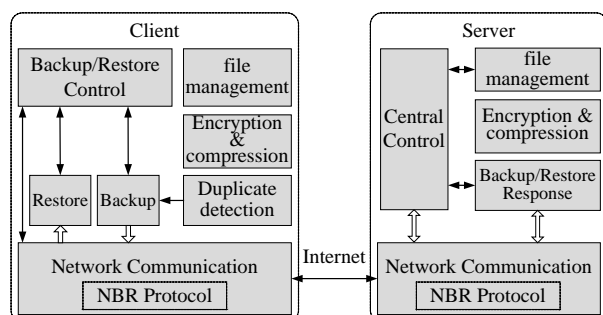 Client
Backup/Restore
Control
file
management
Encryption
&
compression
Restore
Backup
Duplicate
detection
Network Communication
NBR Protocol
Internet
Server
Central
Control
file
management
Encryption &
compression
Backup/Restore
Response
Network Communication
NBR Protocol